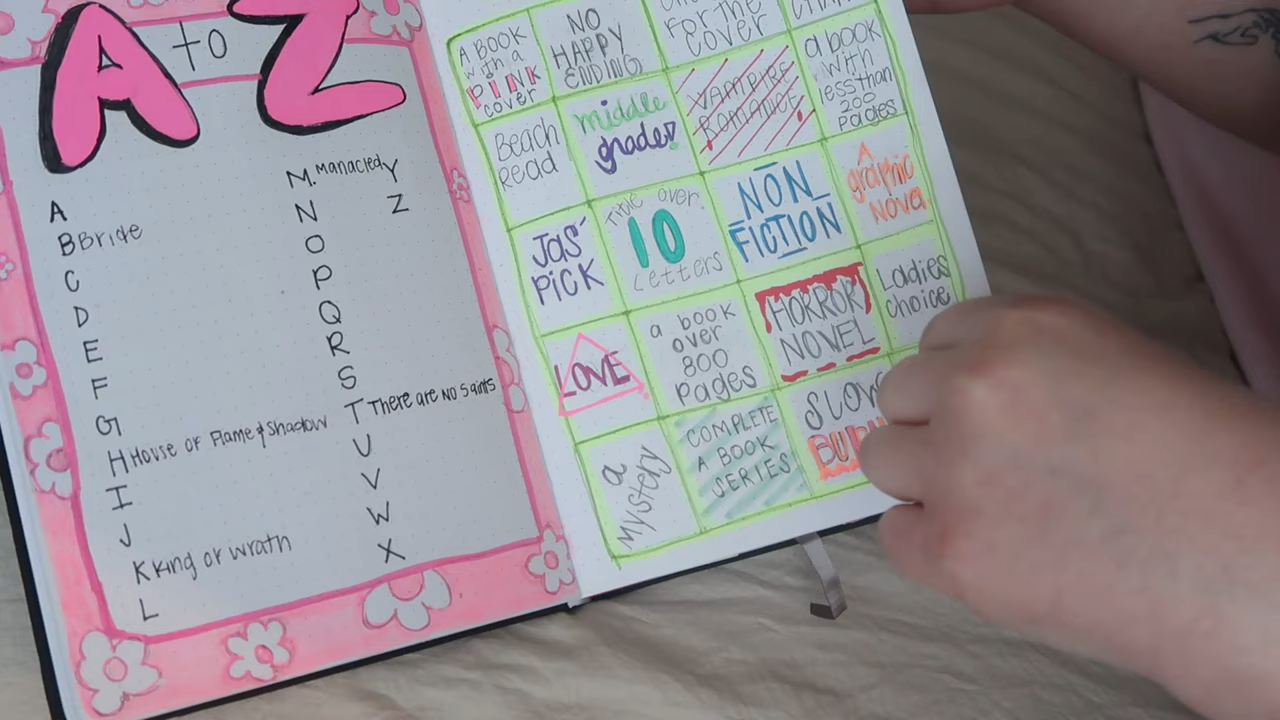 A to Z
A
B Bride
C
D
E
F
G
H House of Flame & Shadow
I
J
K King of Wrath
L
M. Manacled
N
O
P
Q
R
S
T There are No Saints
U
V
W
X
Y
Z
A BOOK
with a
PINK
cover
NO
HAPPY
ENDING
FOR THE
COVER
Beach
read
middle
grade
VAMPIRE
ROMANCE
a book
with
less than
200
pages
JAS'
PICK
Title over
10
Letters
NON
FICTION
A
graphic
Novel
LOVE
a book
over
800
pages
HORROR
NOVEL
Ladies
choice
a
Mystery
COMPLETE
A BOOK
SERIES
SLOW
BURN